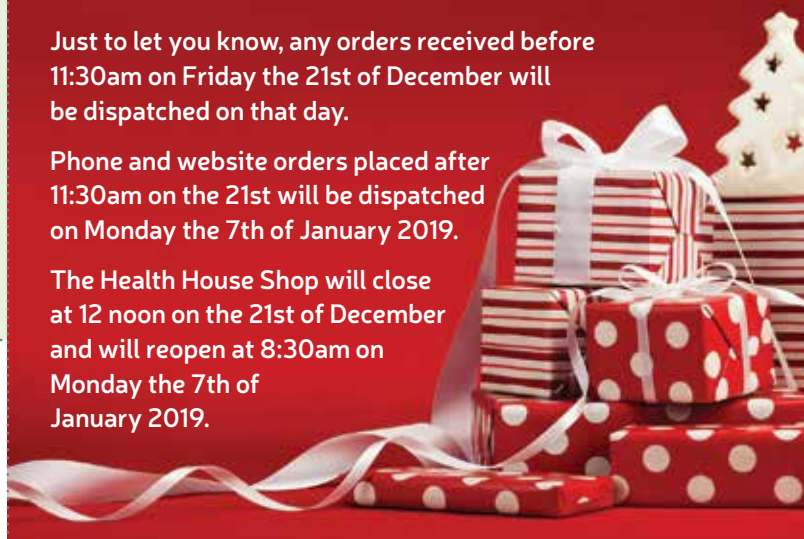 Just to let you know, any orders received before
11:30am on Friday the 21st of December will
be dispatched on that day.
Phone and website orders placed after
11:30am on the 21st will be dispatched
on Monday the 7th of January 2019.
The Health House Shop will close
at 12 noon on the 21st of December
and will reopen at 8:30am on
Monday the 7th of
January 2019.